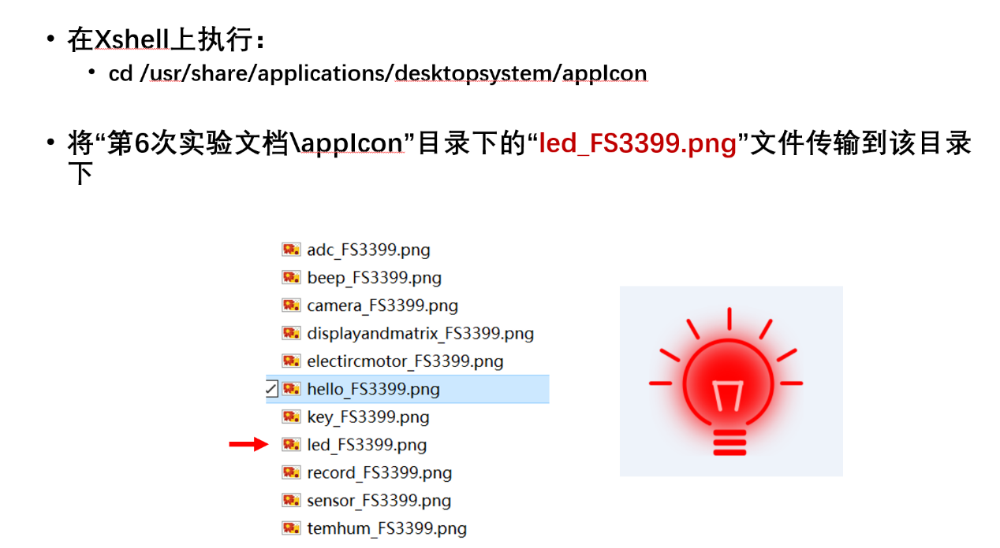 • 在Xshell上执行：
• cd /usr/share/applications/desktopsystem/appIcon
• 将“第6次实验文档\appIcon”目录下的“led_FS3399.png”文件传输到该目录
下
adc_FS3399.png
beep_FS3399.png
camera_FS3399.png
displayandmatrix_FS3399.png
electircmotor_FS3399.png
hello_FS3399.png
key_FS3399.png
led_FS3399.png
record_FS3399.png
sensor_FS3399.png
temhum_FS3399.png